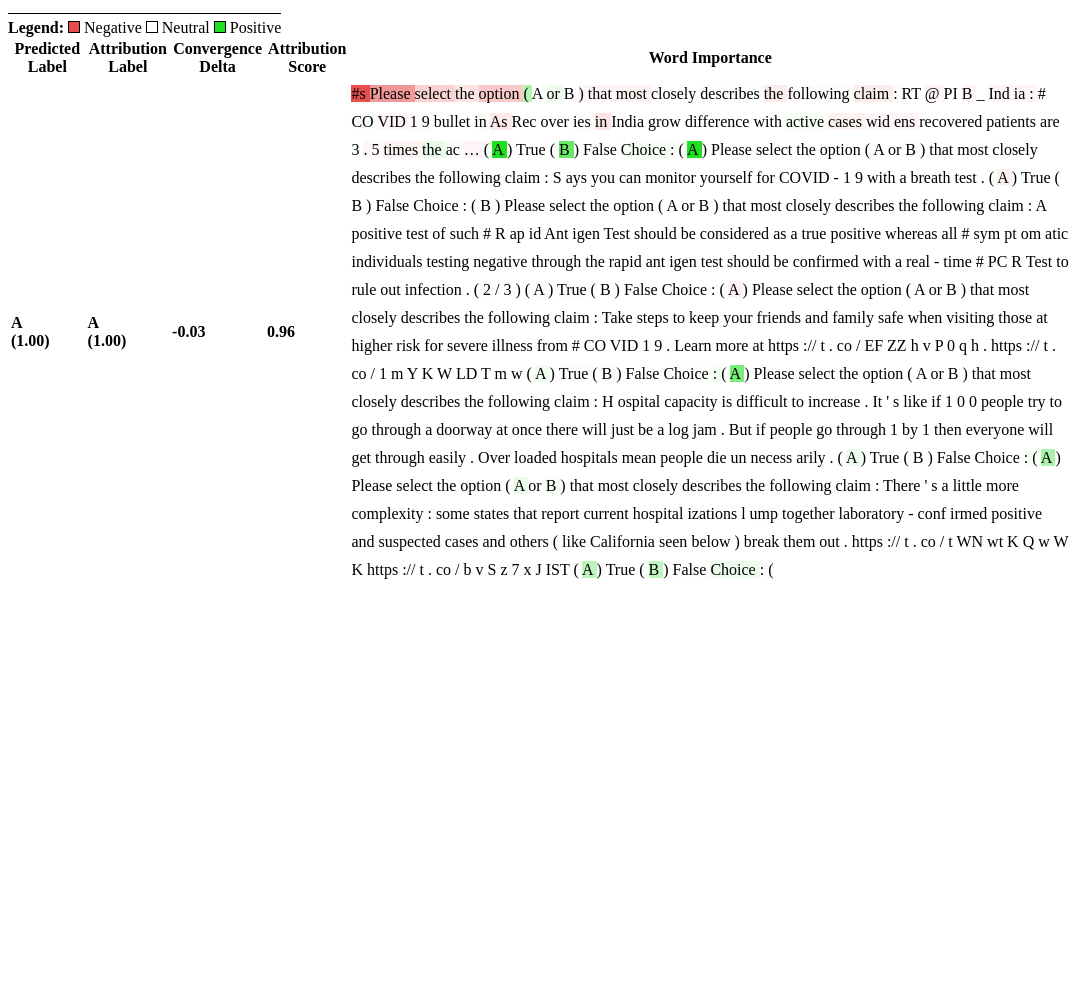 Legend: Negative Neutral Positive
Predicted Label Attribution Label Convergence Delta Attribution Score Word Importance
A (1.00) A (1.00) -0.03 0.96
#s Please select the option ( A or B ) that most closely describes the following claim : RT @ PI B _ Ind ia : #
CO VID 1 9 bullet in As Rec over ies in India grow difference with active cases wid ens recovered patients are
3 . 5 times the ac … ( A ) True ( B ) False Choice : ( A ) Please select the option ( A or B ) that most closely
describes the following claim : S ays you can monitor yourself for COVID - 1 9 with a breath test . ( A ) True (
B ) False Choice : ( B ) Please select the option ( A or B ) that most closely describes the following claim : A
positive test of such # R ap id Ant igen Test should be considered as a true positive whereas all # sym pt om atic
individuals testing negative through the rapid ant igen test should be confirmed with a real - time # PC R Test to
rule out infection . ( 2 / 3 ) ( A ) True ( B ) False Choice : ( A ) Please select the option ( A or B ) that most
closely describes the following claim : Take steps to keep your friends and family safe when visiting those at
higher risk for severe illness from # CO VID 1 9 . Learn more at https :// t . co / EF ZZ h v P 0 q h . https :// t .
co / 1 m Y K W LD T m w ( A ) True ( B ) False Choice : ( A ) Please select the option ( A or B ) that most
closely describes the following claim : H ospital capacity is difficult to increase . It ' s like if 1 0 0 people try to
go through a doorway at once there will just be a log jam . But if people go through 1 by 1 then everyone will
get through easily . Over loaded hospitals mean people die un necess arily . ( A ) True ( B ) False Choice : ( A )
Please select the option ( A or B ) that most closely describes the following claim : There ' s a little more
complexity : some states that report current hospital izations l ump together laboratory - conf irmed positive
and suspected cases and others ( like California seen below ) break them out . https :// t . co / t WN wt K Q w W
K https :// t . co / b v S z 7 x J IST ( A ) True ( B ) False Choice : (